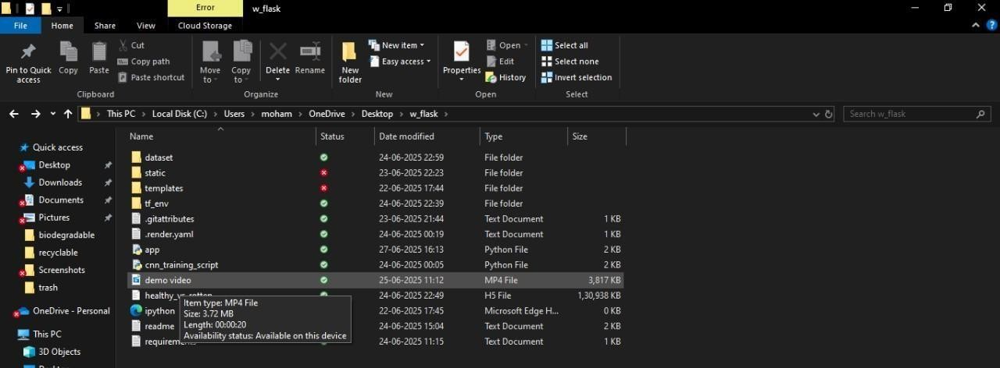 Error
w_flask
File Home Share View Cloud Storage
Pin to Quick access
Copy
Paste
Cut
Copy path
Paste shortcut
Clipboard
Move to
Copy to
Delete
Rename
Organize
New folder
New item
Easy access
New
Properties
Open
Edit
History
Open
Select all
Select none
Invert selection
Select
This PC > Local Disk (C:) > Users > moham > OneDrive > Desktop > w_flask >
Search w_flask
Quick access
Desktop
Downloads
Documents
Pictures
biodegradable
recyclable
Screenshots
trash
OneDrive - Personal
This PC
3D Objects
Name Status Date modified Type Size
dataset 24-06-2025 22:59 File folder
static 23-06-2025 22:23 File folder
templates 22-06-2025 17:44 File folder
tf_env 24-06-2025 22:39 File folder
.gitattributes 23-06-2025 21:44 Text Document 1 KB
.render.yaml 24-06-2025 00:19 Text Document 1 KB
app 27-06-2025 16:13 Python File 2 KB
cnn_training_script 24-06-2025 00:05 Python File 2 KB
demo video 25-06-2025 11:12 MP4 File 3,817 KB
healthy_vs_rotten 24-06-2025 22:49 H5 File 1,30,938 KB
ipython 22-06-2025 17:45 Microsoft Edge H... 0 KB
readme 24-06-2025 15:04 Text Document 2 KB
requirements 24-06-2025 11:15 Text Document 1 KB
Item type: MP4 File
Size: 3.72 MB
Length: 00:00:20
Availability status: Available on this device